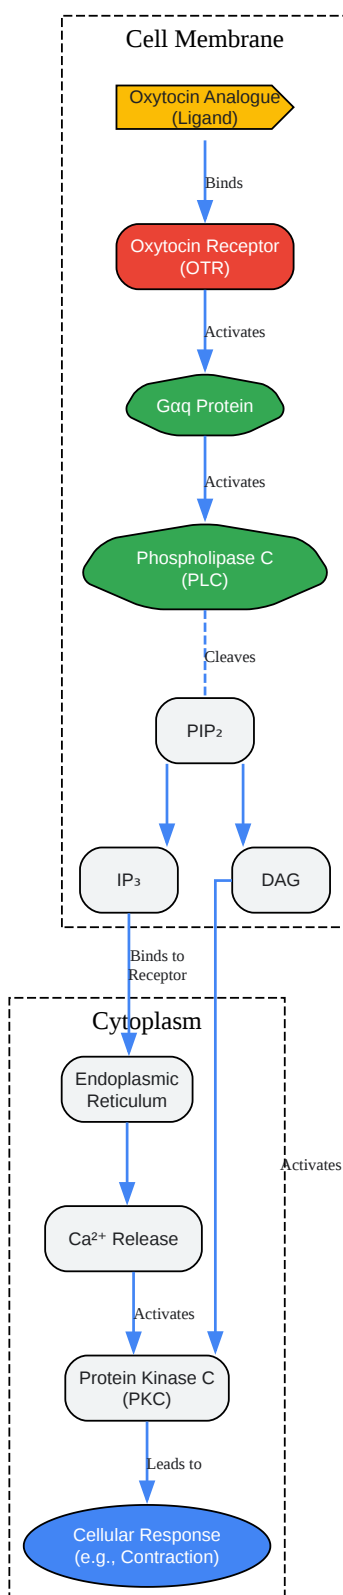 Cell Membrane
Oxytocin Analogue
(Ligand)
Binds
Oxytocin Receptor
(OTR)
Activates
Gαq Protein
Activates
Phospholipase C
(PLC)
Cleaves
PIP₂
IP₃
DAG
Binds to
Receptor
Cytoplasm
Endoplasmic
Reticulum
Activates
Ca²⁺ Release
Activates
Protein Kinase C
(PKC)
Leads to
Cellular Response
(e.g., Contraction)